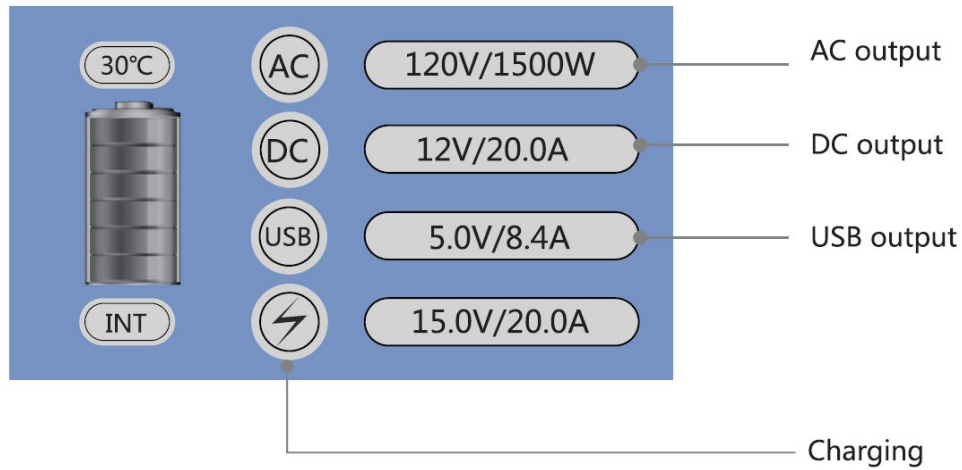 30℃
AC
120V/1500W
AC output
DC
12V/20.0A
DC output
USB
5.0V/8.4A
USB output
INT
15.0V/20.0A
Charging